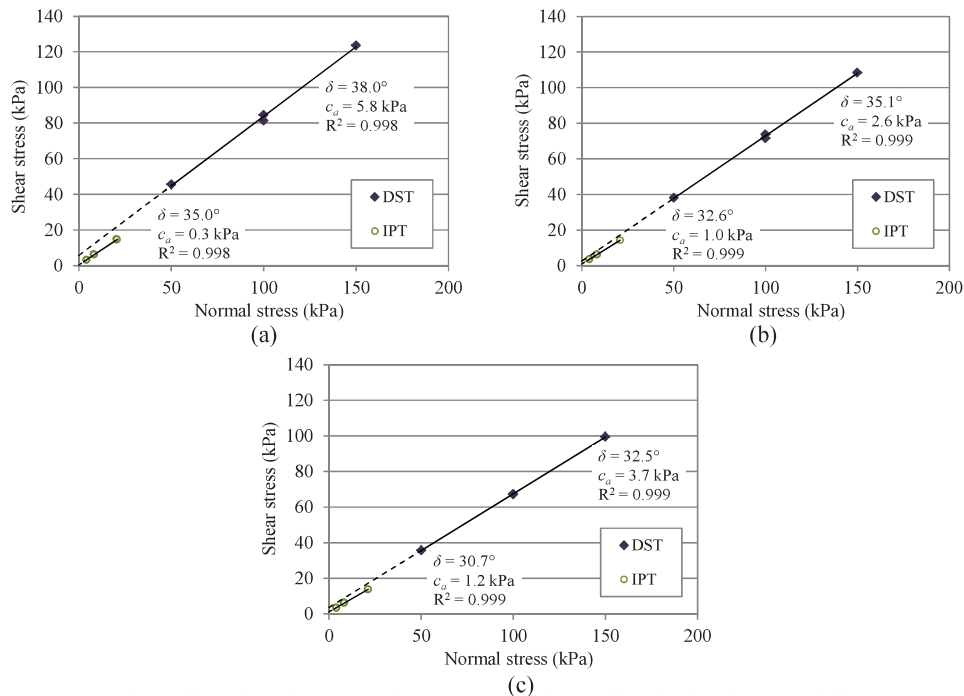 140
120
100
80
60
40
20
0
Shear stress (kPa)
δ = 38.0°
cₐ = 5.8 kPa
R² = 0.998
δ = 35.0°
cₐ = 0.3 kPa
R² = 0.998
DST
IPT
0 50 100 150 200
Normal stress (kPa)
(a)
140
120
100
80
60
40
20
0
Shear stress (kPa)
δ = 35.1°
cₐ = 2.6 kPa
R² = 0.999
δ = 32.6°
cₐ = 1.0 kPa
R² = 0.999
DST
IPT
0 50 100 150 200
Normal stress (kPa)
(b)
140
120
100
80
60
40
20
0
Shear stress (kPa)
δ = 32.5°
cₐ = 3.7 kPa
R² = 0.999
δ = 30.7°
cₐ = 1.2 kPa
R² = 0.999
DST
IPT
0 50 100 150 200
Normal stress (kPa)
(c)